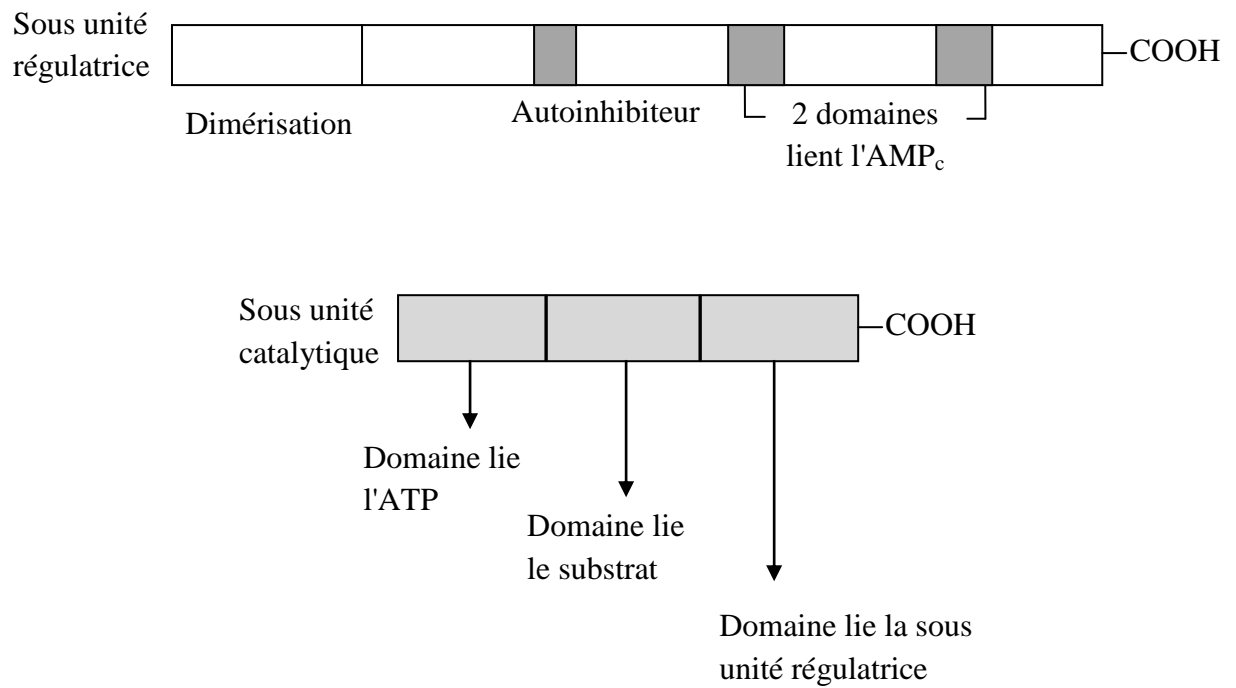 Sous unité
régulatrice
COOH
Dimérisation
Autoinhibiteur
2 domaines
lient l'AMPc
Sous unité
catalytique
COOH
Domaine lie
l'ATP
Domaine lie
le substrat
Domaine lie la sous
unité régulatrice